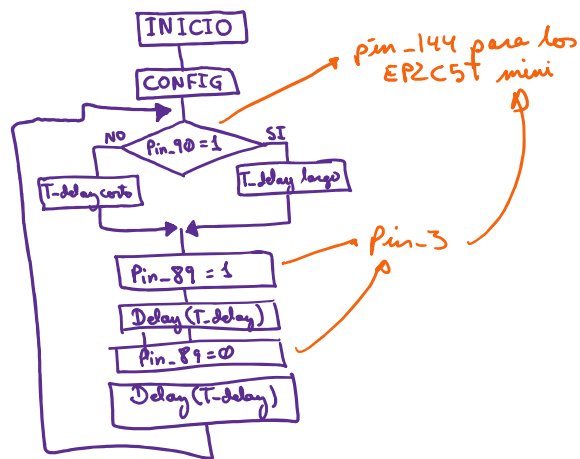 INICIO
CONFIG
pin_144 para los
EP2C5T mini
NO
Pin_90=1
SI
T-delay corto
T_delay largo
Pin_3
Pin_89=1
Delay(T_delay)
Pin_89=0
Delay(T_delay)